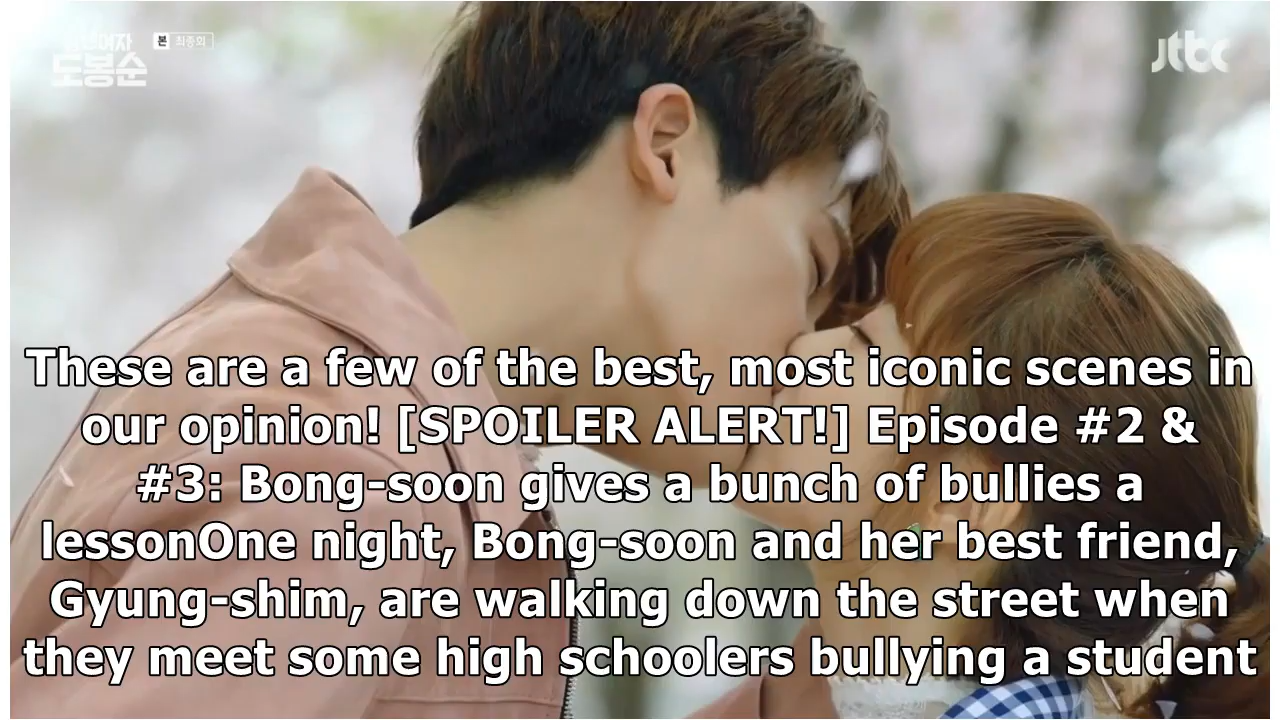 도봉순
본 최종회
jtbc
These are a few of the best, most iconic scenes in
our opinion! [SPOILER ALERT!] Episode #2 &
#3: Bong-soon gives a bunch of bullies a
lessonOne night, Bong-soon and her best friend,
Gyung-shim, are walking down the street when
they meet some high schoolers bullying a student